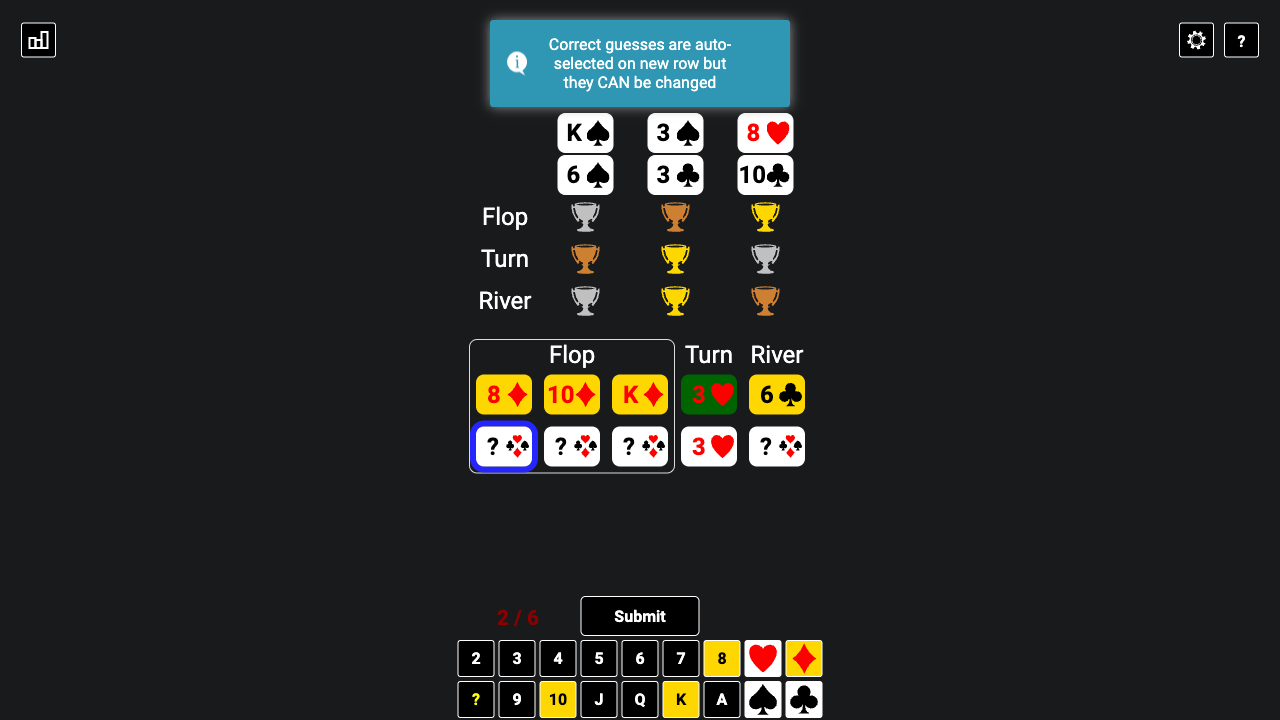 ?
Correct guesses are auto-
selected on new row but
they CAN be changed
K 3 8
6 3 10
Flop
Turn
River
Flop Turn River
8 10 K 3 6
? ? ? 3 ?
2 / 6 Submit
2 3 4 5 6 7 8
? 9 10 J Q K A